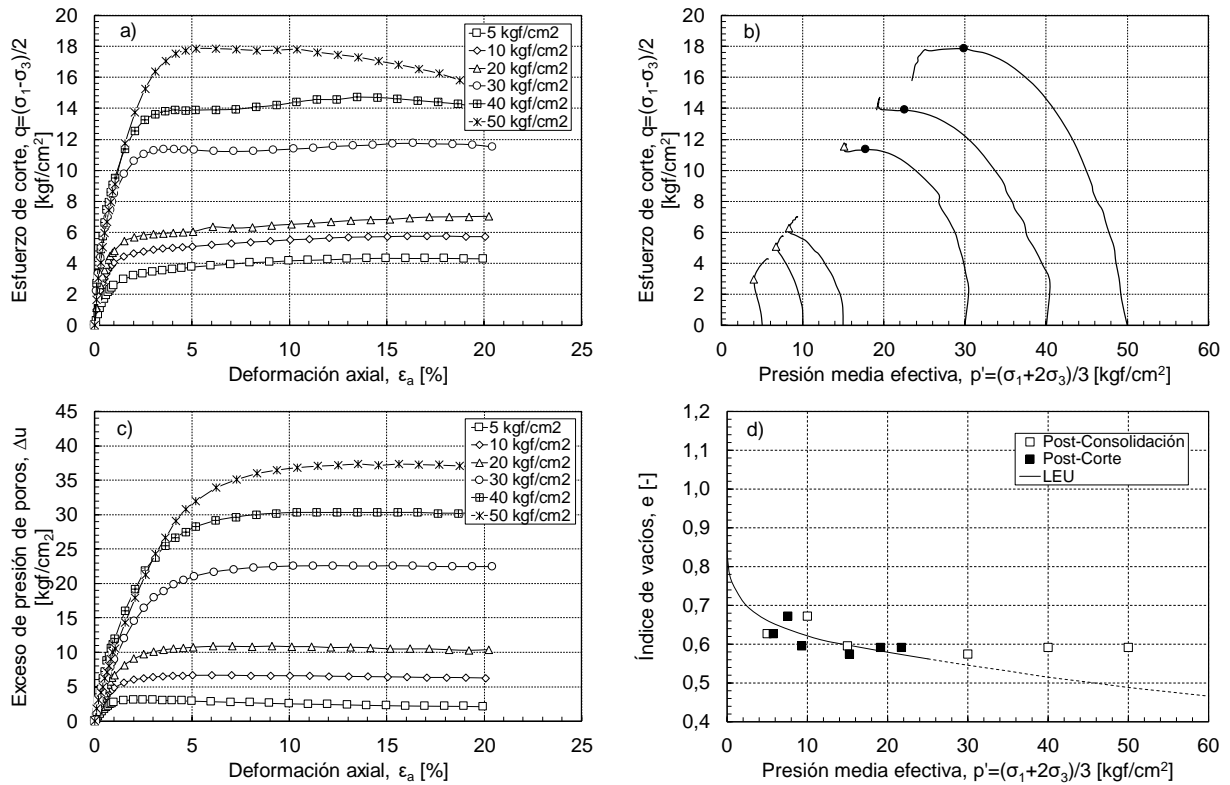 a)
Esfuerzo de corte, q=(σ1-σ3)/2
[kgf/cm²]
20
18
16
14
12
10
8
6
4
2
0
0 5 10 15 20 25
Deformación axial, εa [%]
5 kgf/cm2
10 kgf/cm2
20 kgf/cm2
30 kgf/cm2
40 kgf/cm2
50 kgf/cm2
b)
Esfuerzo de corte, q=(σ1-σ3)/2
[kgf/cm²]
20
18
16
14
12
10
8
6
4
2
0
0 10 20 30 40 50 60
Presión media efectiva, p'=(σ1+2σ3)/3 [kgf/cm²]
c)
Exceso de presión de poros, Δu
[kgf/cm2]
45
40
35
30
25
20
15
10
5
0
0 5 10 15 20 25
Deformación axial, εa [%]
5 kgf/cm2
10 kgf/cm2
20 kgf/cm2
30 kgf/cm2
40 kgf/cm2
50 kgf/cm2
d)
Índice de vacíos, e [-]
1,2
1,1
1,0
0,9
0,8
0,7
0,6
0,5
0,4
0 10 20 30 40 50 60
Presión media efectiva, p'=(σ1+2σ3)/3 [kgf/cm²]
Post-Consolidación
Post-Corte
LEU